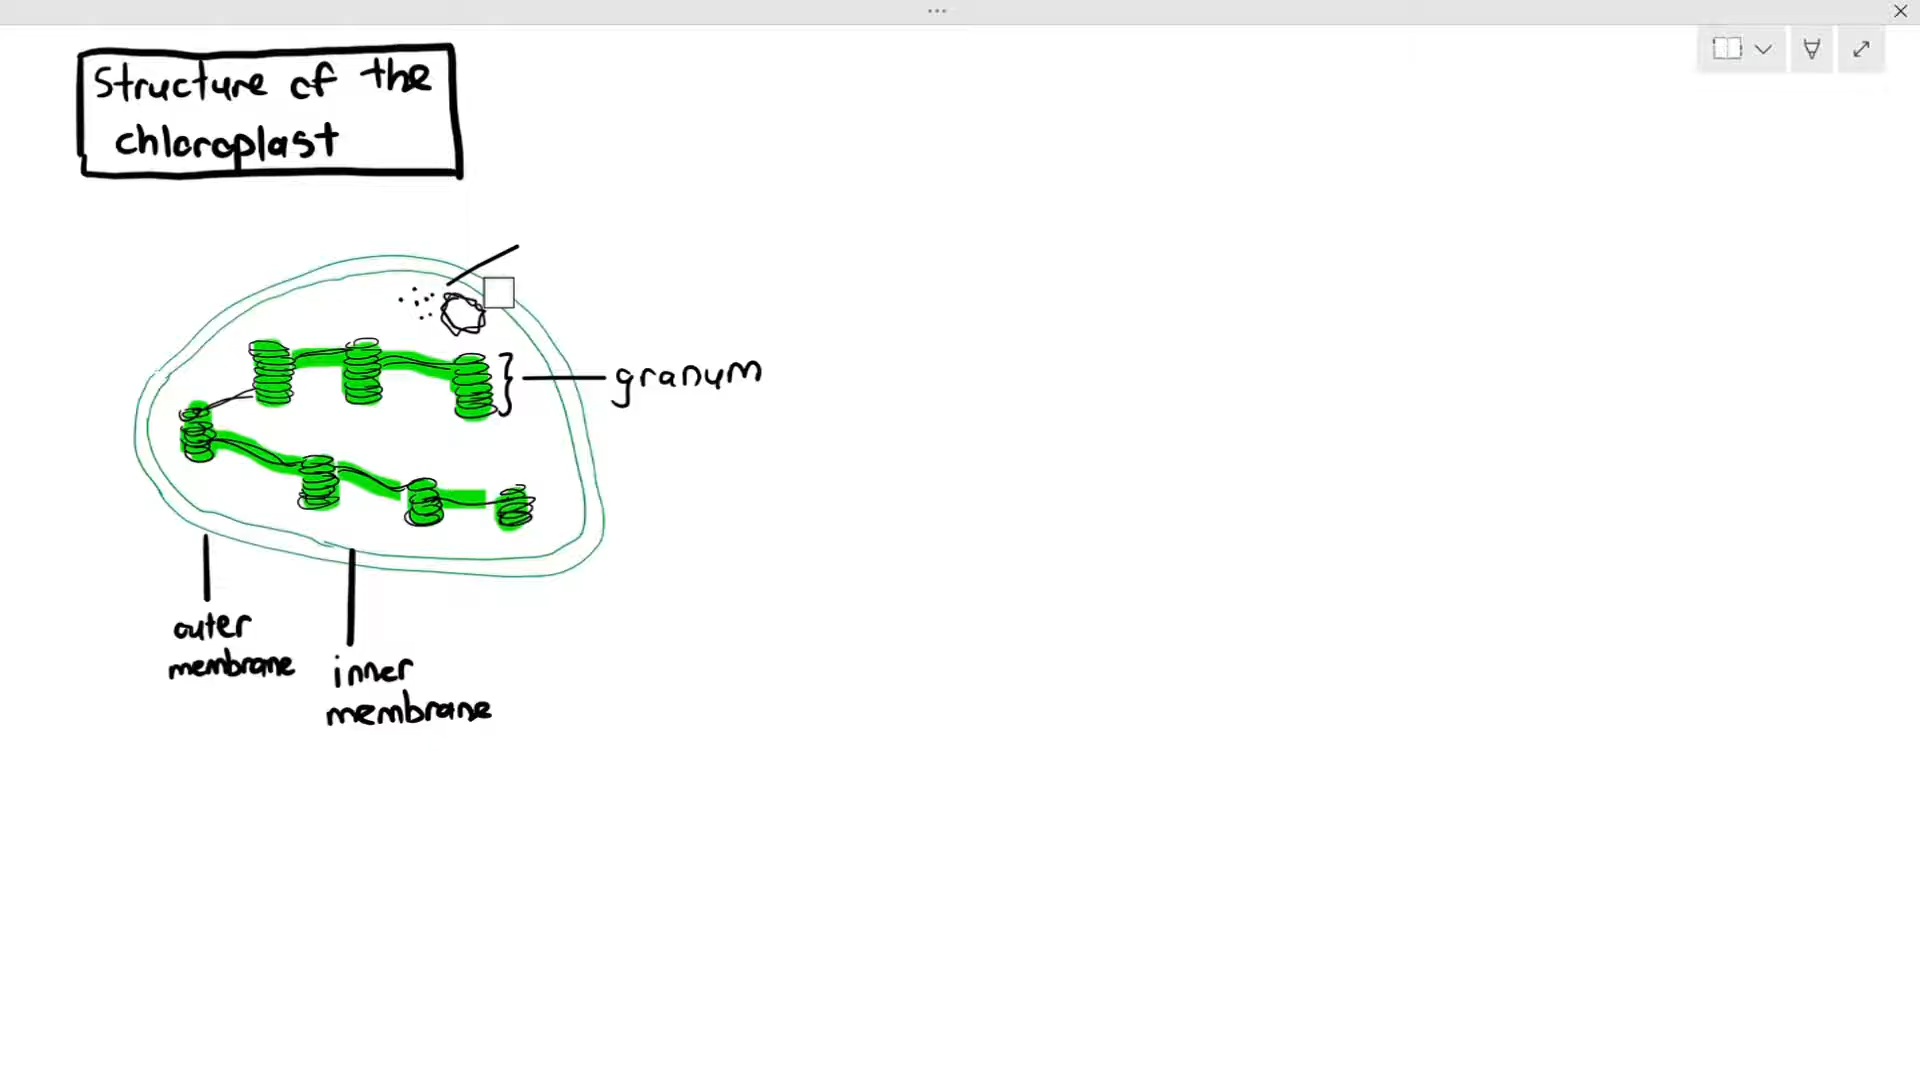 Structure of the
chloroplast
granum
outer
membrane
inner
membrane